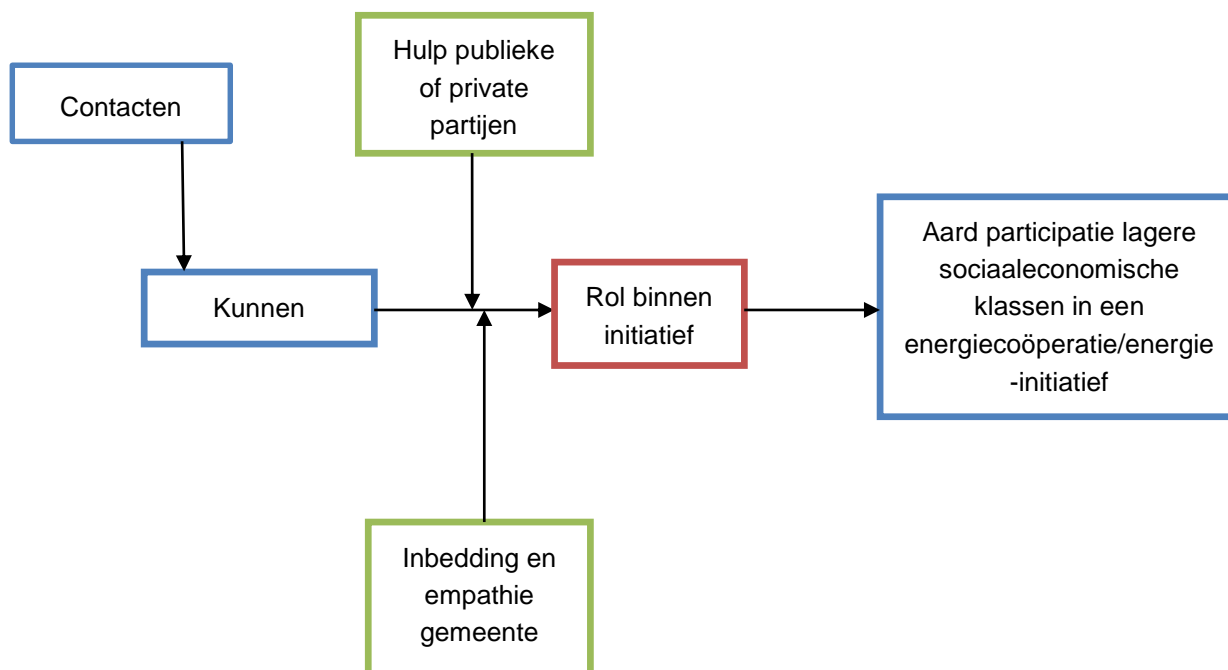 Hulp publieke
of private
partijen
Contacten
Aard participatie lagere
sociaaleconomische
klassen in een
energiecoöperatie/energie
-initiatief
Kunnen
Rol binnen
initiatief
Inbedding en
empathie
gemeente